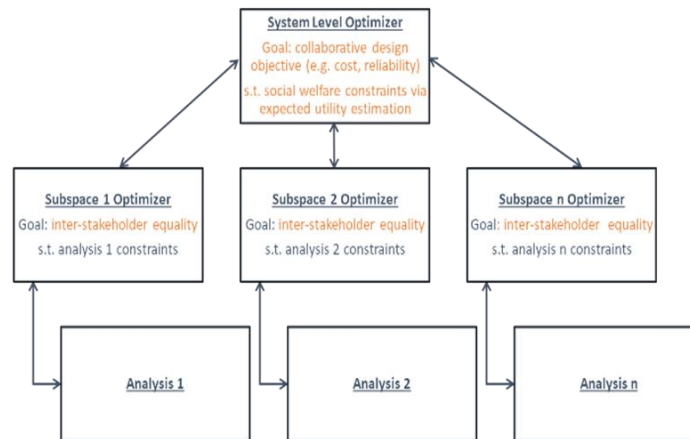 System Level Optimizer
Goal: collaborative design
objective (e.g. cost, reliability)
s.t. social welfare constraints via
expected utility estimation
Subspace 1 Optimizer
Goal: inter-stakeholder equality
s.t. analysis 1 constraints
Subspace 2 Optimizer
Goal: inter-stakeholder equality
s.t. analysis 2 constraints
Subspace n Optimizer
Goal: inter-stakeholder equality
s.t. analysis n constraints
Analysis 1
Analysis 2
Analysis n